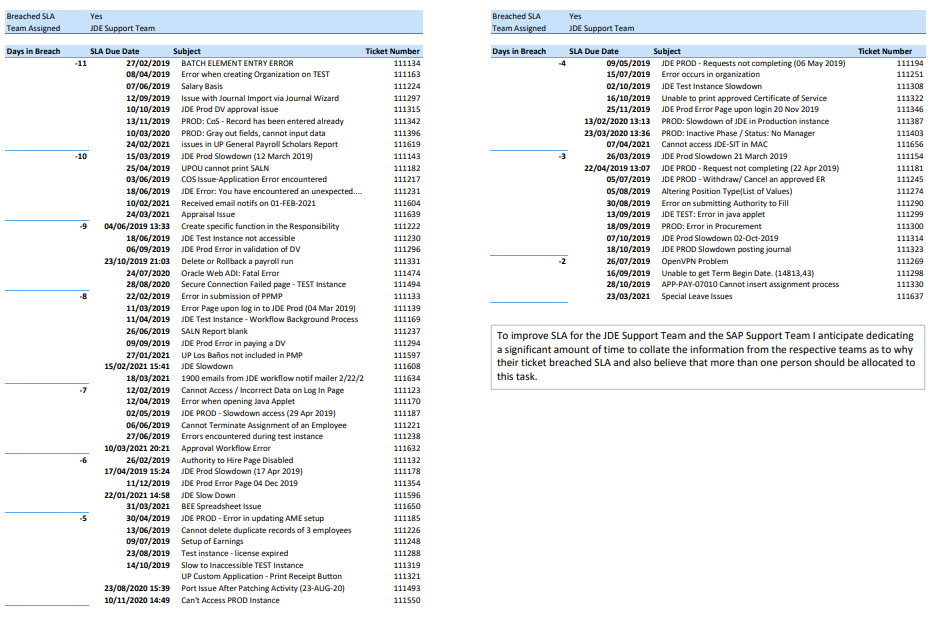 Breached SLA Yes
Team Assigned JDE Support Team
Days in Breach SLA Due Date Subject Ticket Number
-11 27/02/2019 BATCH ELEMENT ENTRY ERROR 111134
08/04/2019 Error when creating Organization on TEST 111163
07/06/2019 Salary Basis 111224
12/09/2019 Issue with Journal Import via Journal Wizard 111297
10/10/2019 JDE Prod DV approval issue 111315
13/11/2019 PROD: CoS - Record has been entered already 111342
10/03/2020 PROD: Gray out fields, cannot input data 111396
24/02/2021 issues in UP General Payroll Scholars Report 111619
-10 15/03/2019 JDE Prod Slowdown (12 March 2019) 111143
25/04/2019 UPOU cannot print SALN 111182
03/06/2019 COS Issue-Application Error encountered 111217
18/06/2019 JDE Error: You have encountered an unexpected.... 111231
10/02/2021 Received email notifs on 01-FEB-2021 111604
24/03/2021 Appraisal Issue 111639
-9 04/06/2019 13:33 Create specific function in the Responsibility 111222
18/06/2019 JDE Test Instance not accessible 111230
06/09/2019 JDE Prod Error in validation of DV 111296
23/10/2019 21:03 Delete or Rollback a payroll run 111331
24/07/2020 Oracle Web ADI: Fatal Error 111474
28/08/2020 Secure Connection Failed page - TEST Instance 111494
-8 22/02/2019 Error in submission of PPMP 111133
11/03/2019 Error Page upon log in to JDE Prod (04 Mar 2019) 111139
11/04/2019 JDE Test Instance - Workflow Background Process 111169
26/06/2019 SALN Report blank 111237
09/09/2019 JDE Prod Error in paying a DV 111294
27/01/2021 UP Los Baños not included in PMP 111597
15/02/2021 15:41 JDE Slowdown 111608
18/03/2021 1900 emails from JDE workflow notif mailer 2/22/2 111634
-7 12/02/2019 Cannot Access / Incorrect Data on Log In Page 111123
12/04/2019 Error when opening Java Applet 111170
02/05/2019 JDE PROD - Slowdown access (29 Apr 2019) 111187
06/06/2019 Cannot Terminate Assignment of an Employee 111221
27/06/2019 Errors encountered during test instance 111238
10/03/2021 20:21 Approval Workflow Error 111632
-6 26/02/2019 Authority to Hire Page Disabled 111132
17/04/2019 15:24 JDE Prod Slowdown (17 Apr 2019) 111178
11/12/2019 JDE Prod Error Page 04 Dec 2019 111354
22/01/2021 14:58 JDE Slow Down 111596
31/03/2021 BEE Spreadsheet Issue 111650
-5 30/04/2019 JDE PROD - Error in updating AME setup 111185
13/06/2019 Cannot delete duplicate records of 3 employees 111226
09/07/2019 Setup of Earnings 111248
23/08/2019 Test instance - license expired 111288
14/10/2019 Slow to Inaccessible TEST Instance 111319
UP Custom Application - Print Receipt Button 111321
23/08/2020 15:39 Port Issue After Patching Activity (23-AUG-20) 111493
10/11/2020 14:49 Can't Access PROD Instance 111550
Breached SLA Yes
Team Assigned JDE Support Team
Days in Breach SLA Due Date Subject Ticket Number
-4 09/05/2019 JDE PROD - Requests not completing (06 May 2019) 111194
15/07/2019 Error occurs in organization 111251
02/10/2019 JDE Test Instance Slowdown 111308
16/10/2019 Unable to print approved Certificate of Service 111322
25/11/2019 JDE Prod Error Page upon login 20 Nov 2019 111346
13/02/2020 13:13 PROD: Slowdown of JDE in Production instance 111387
23/03/2020 13:36 PROD: Inactive Phase / Status: No Manager 111403
07/04/2021 Cannot access JDE-SIT in MAC 111656
-3 26/03/2019 JDE Prod Slowdown 21 March 2019 111154
22/04/2019 13:07 JDE PROD - Request not completing (22 Apr 2019) 111181
05/07/2019 JDE PROD - Withdraw/ Cancel an approved ER 111245
05/08/2019 Altering Position Type(List of Values) 111274
30/08/2019 Error on submitting Authority to Fill 111290
13/09/2019 JDE TEST: Error in java applet 111299
18/09/2019 PROD: Error in Procurement 111300
07/10/2019 JDE Prod Slowdown 02-Oct-2019 111314
18/10/2019 JDE Prod Slowdown posting journal 111323
-2 26/07/2019 OpenVPN Problem 111269
16/09/2019 Unable to get Term Begin Date. (14813,43) 111298
28/10/2019 APP-PAY-07010 Cannot insert assignment process 111330
23/03/2021 Special Leave Issues 111637
To improve SLA for the JDE Support Team and the SAP Support Team I anticipate dedicating
a significant amount of time to collate the information from the respective teams as to why
their ticket breached SLA and also believe that more than one person should be allocated to
this task.